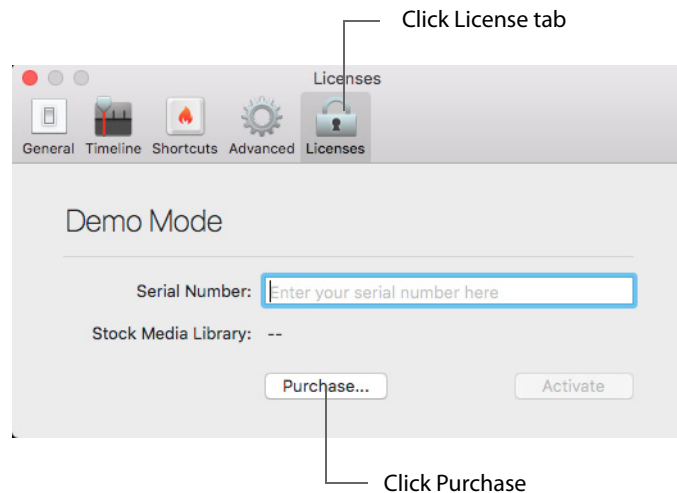 Click License tab
Licenses
General Timeline Shortcuts Advanced Licenses
Demo Mode
Serial Number: Enter your serial number here
Stock Media Library: --
Purchase... Activate
Click Purchase